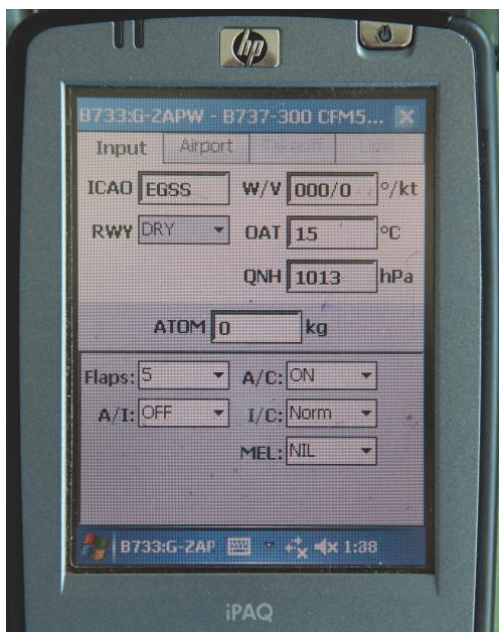 hp
B733:G-ZAPW - B737-300 CFM5... X
Input Airport
ICAO EGSS W/V 000/0 °/kt
RWY DRY OAT 15 °C
QNH 1013 hPa
ATOM 0 kg
Flaps: 5 A/C: ON
A/I: OFF I/C: Norm
MEL: NIL
B733:G-ZAP 1:38
iPAQ